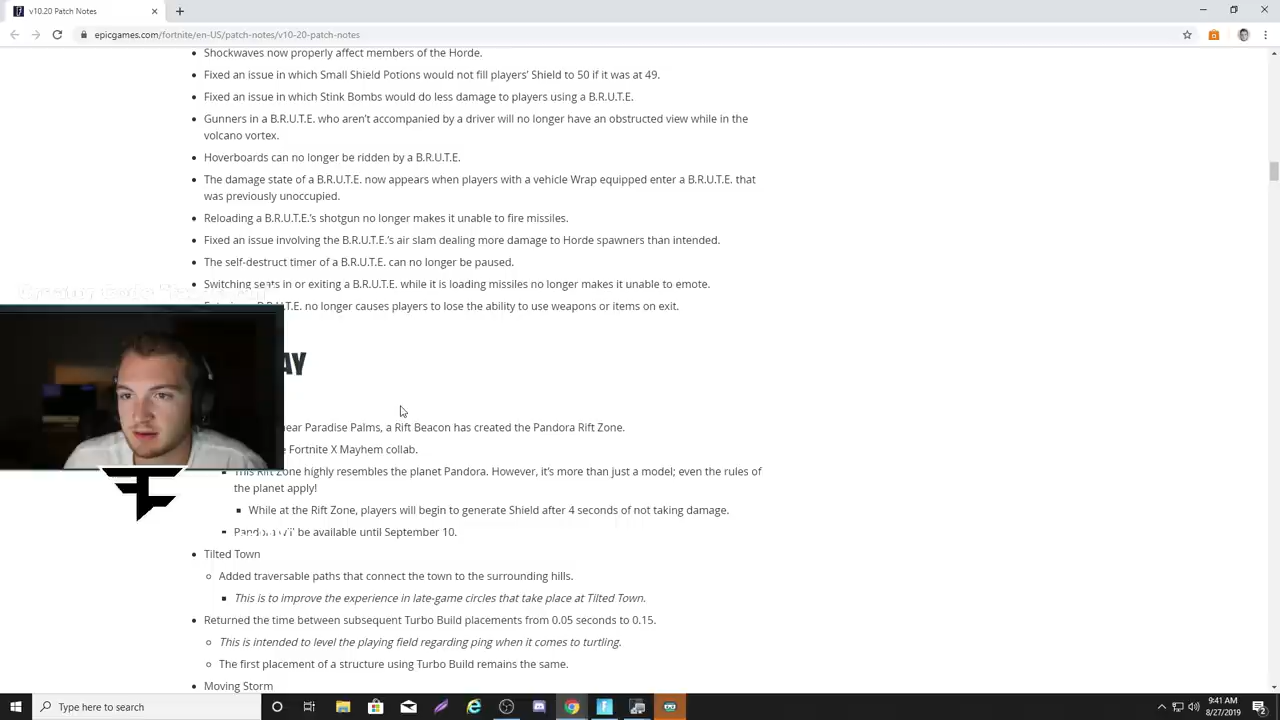 v10.20 Patch Notes
epicgames.com/fortnite/en-US/patch-notes/v10-20-patch-notes
Shockwaves now properly affect members of the Horde.
Fixed an issue in which Small Shield Potions would not fill players' Shield to 50 if it was at 49.
Fixed an issue in which Stink Bombs would do less damage to players using a B.R.U.T.E.
Gunners in a B.R.U.T.E. who aren't accompanied by a driver will no longer have an obstructed view while in the
volcano vortex.
Hoverboards can no longer be ridden by a B.R.U.T.E.
The damage state of a B.R.U.T.E. now appears when players with a vehicle Wrap equipped enter a B.R.U.T.E. that
was previously unoccupied.
Reloading a B.R.U.T.E.'s shotgun no longer makes it unable to fire missiles.
Fixed an issue involving the B.R.U.T.E.'s air slam dealing more damage to Horde spawners than intended.
The self-destruct timer of a B.R.U.T.E. can no longer be paused.
Switching seats in or exiting a B.R.U.T.E. while it is loading missiles no longer makes it unable to emote.
no longer causes players to lose the ability to use weapons or items on exit.
AY
near Paradise Palms, a Rift Beacon has created the Pandora Rift Zone.
Fortnite X Mayhem collab.
This Rift Zone highly resembles the planet Pandora. However, it's more than just a model; even the rules of
the planet apply!
While at the Rift Zone, players will begin to generate Shield after 4 seconds of not taking damage.
be available until September 10.
Tilted Town
Added traversable paths that connect the town to the surrounding hills.
This is to improve the experience in late-game circles that take place at Tilted Town.
Returned the time between subsequent Turbo Build placements from 0.05 seconds to 0.15.
This is intended to level the playing field regarding ping when it comes to turtling.
The first placement of a structure using Turbo Build remains the same.
Moving Storm
Type here to search
9:41 AM
8/27/2019